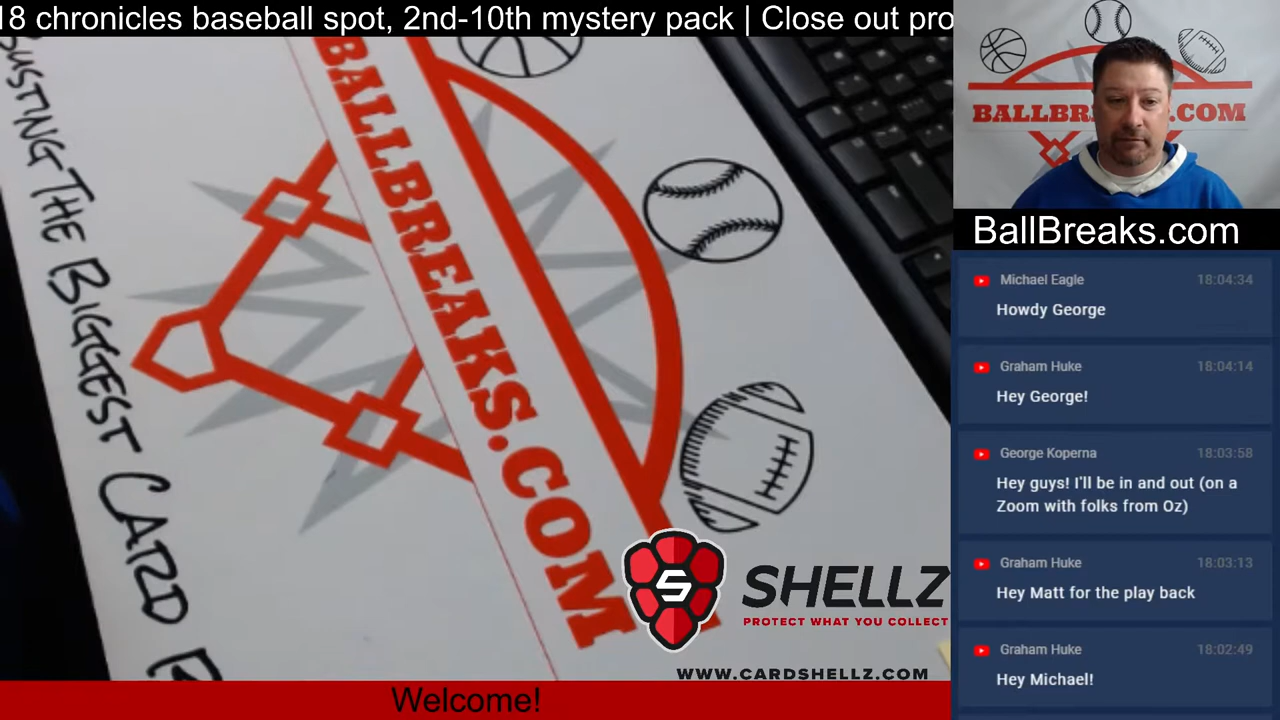 18 chronicles baseball spot, 2nd-10th mystery pack | Close out pro
BUSTING THE BIGGEST CARD
BALLBREAKS.COM
SHELLZ
PROTECT WHAT YOU COLLECT
WWW.CARDSHELLZ.COM
Welcome!
BALLBR .COM
BallBreaks.com
Michael Eagle 18:04:34
Howdy George
Graham Huke 18:04:14
Hey George!
George Koperna 18:03:58
Hey guys! I'll be in and out (on a
Zoom with folks from Oz)
Graham Huke 18:03:13
Hey Matt for the play back
Graham Huke 18:02:49
Hey Michael!